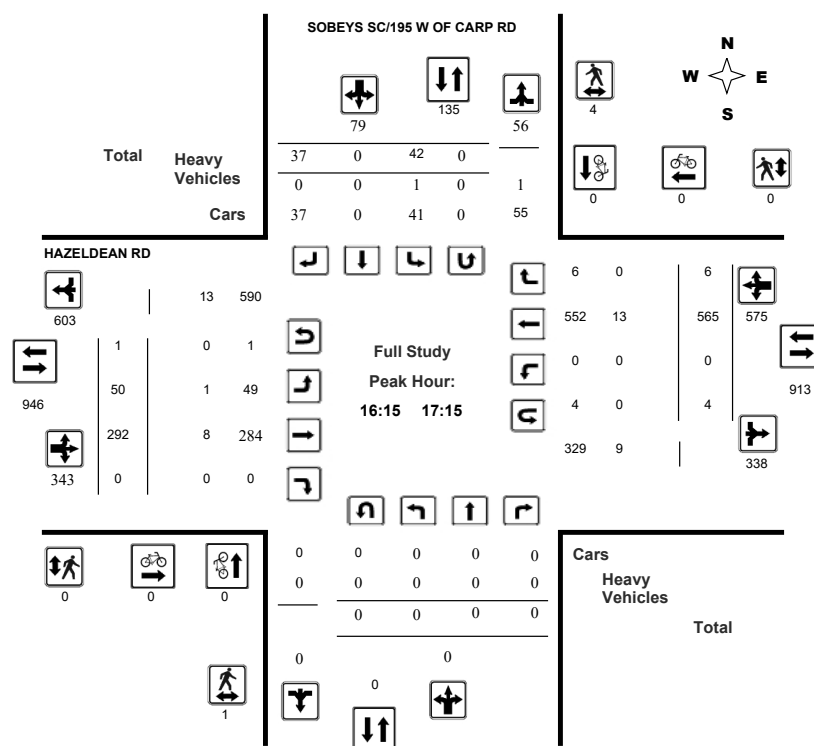 SOBEYS SC/195 W OF CARP RD
N
W E
S
79 135 56 4
Total Heavy Vehicles Cars
37 0 42 0
0 0 1 0 1
37 0 41 0 55
0 0 0
HAZELDEAN RD
603
13 590
946
1 0 1
50 1 49
292 8 284
343 0 0 0
Full Study
Peak Hour:
16:15 17:15
6 0 6
552 13 565 575
0 0 0
4 0 4
913
329 9 338
0 0 0
1
0 0 0 0 0
0 0 0 0 0
0 0 0 0
0 0
0
Cars
Heavy
Vehicles
Total